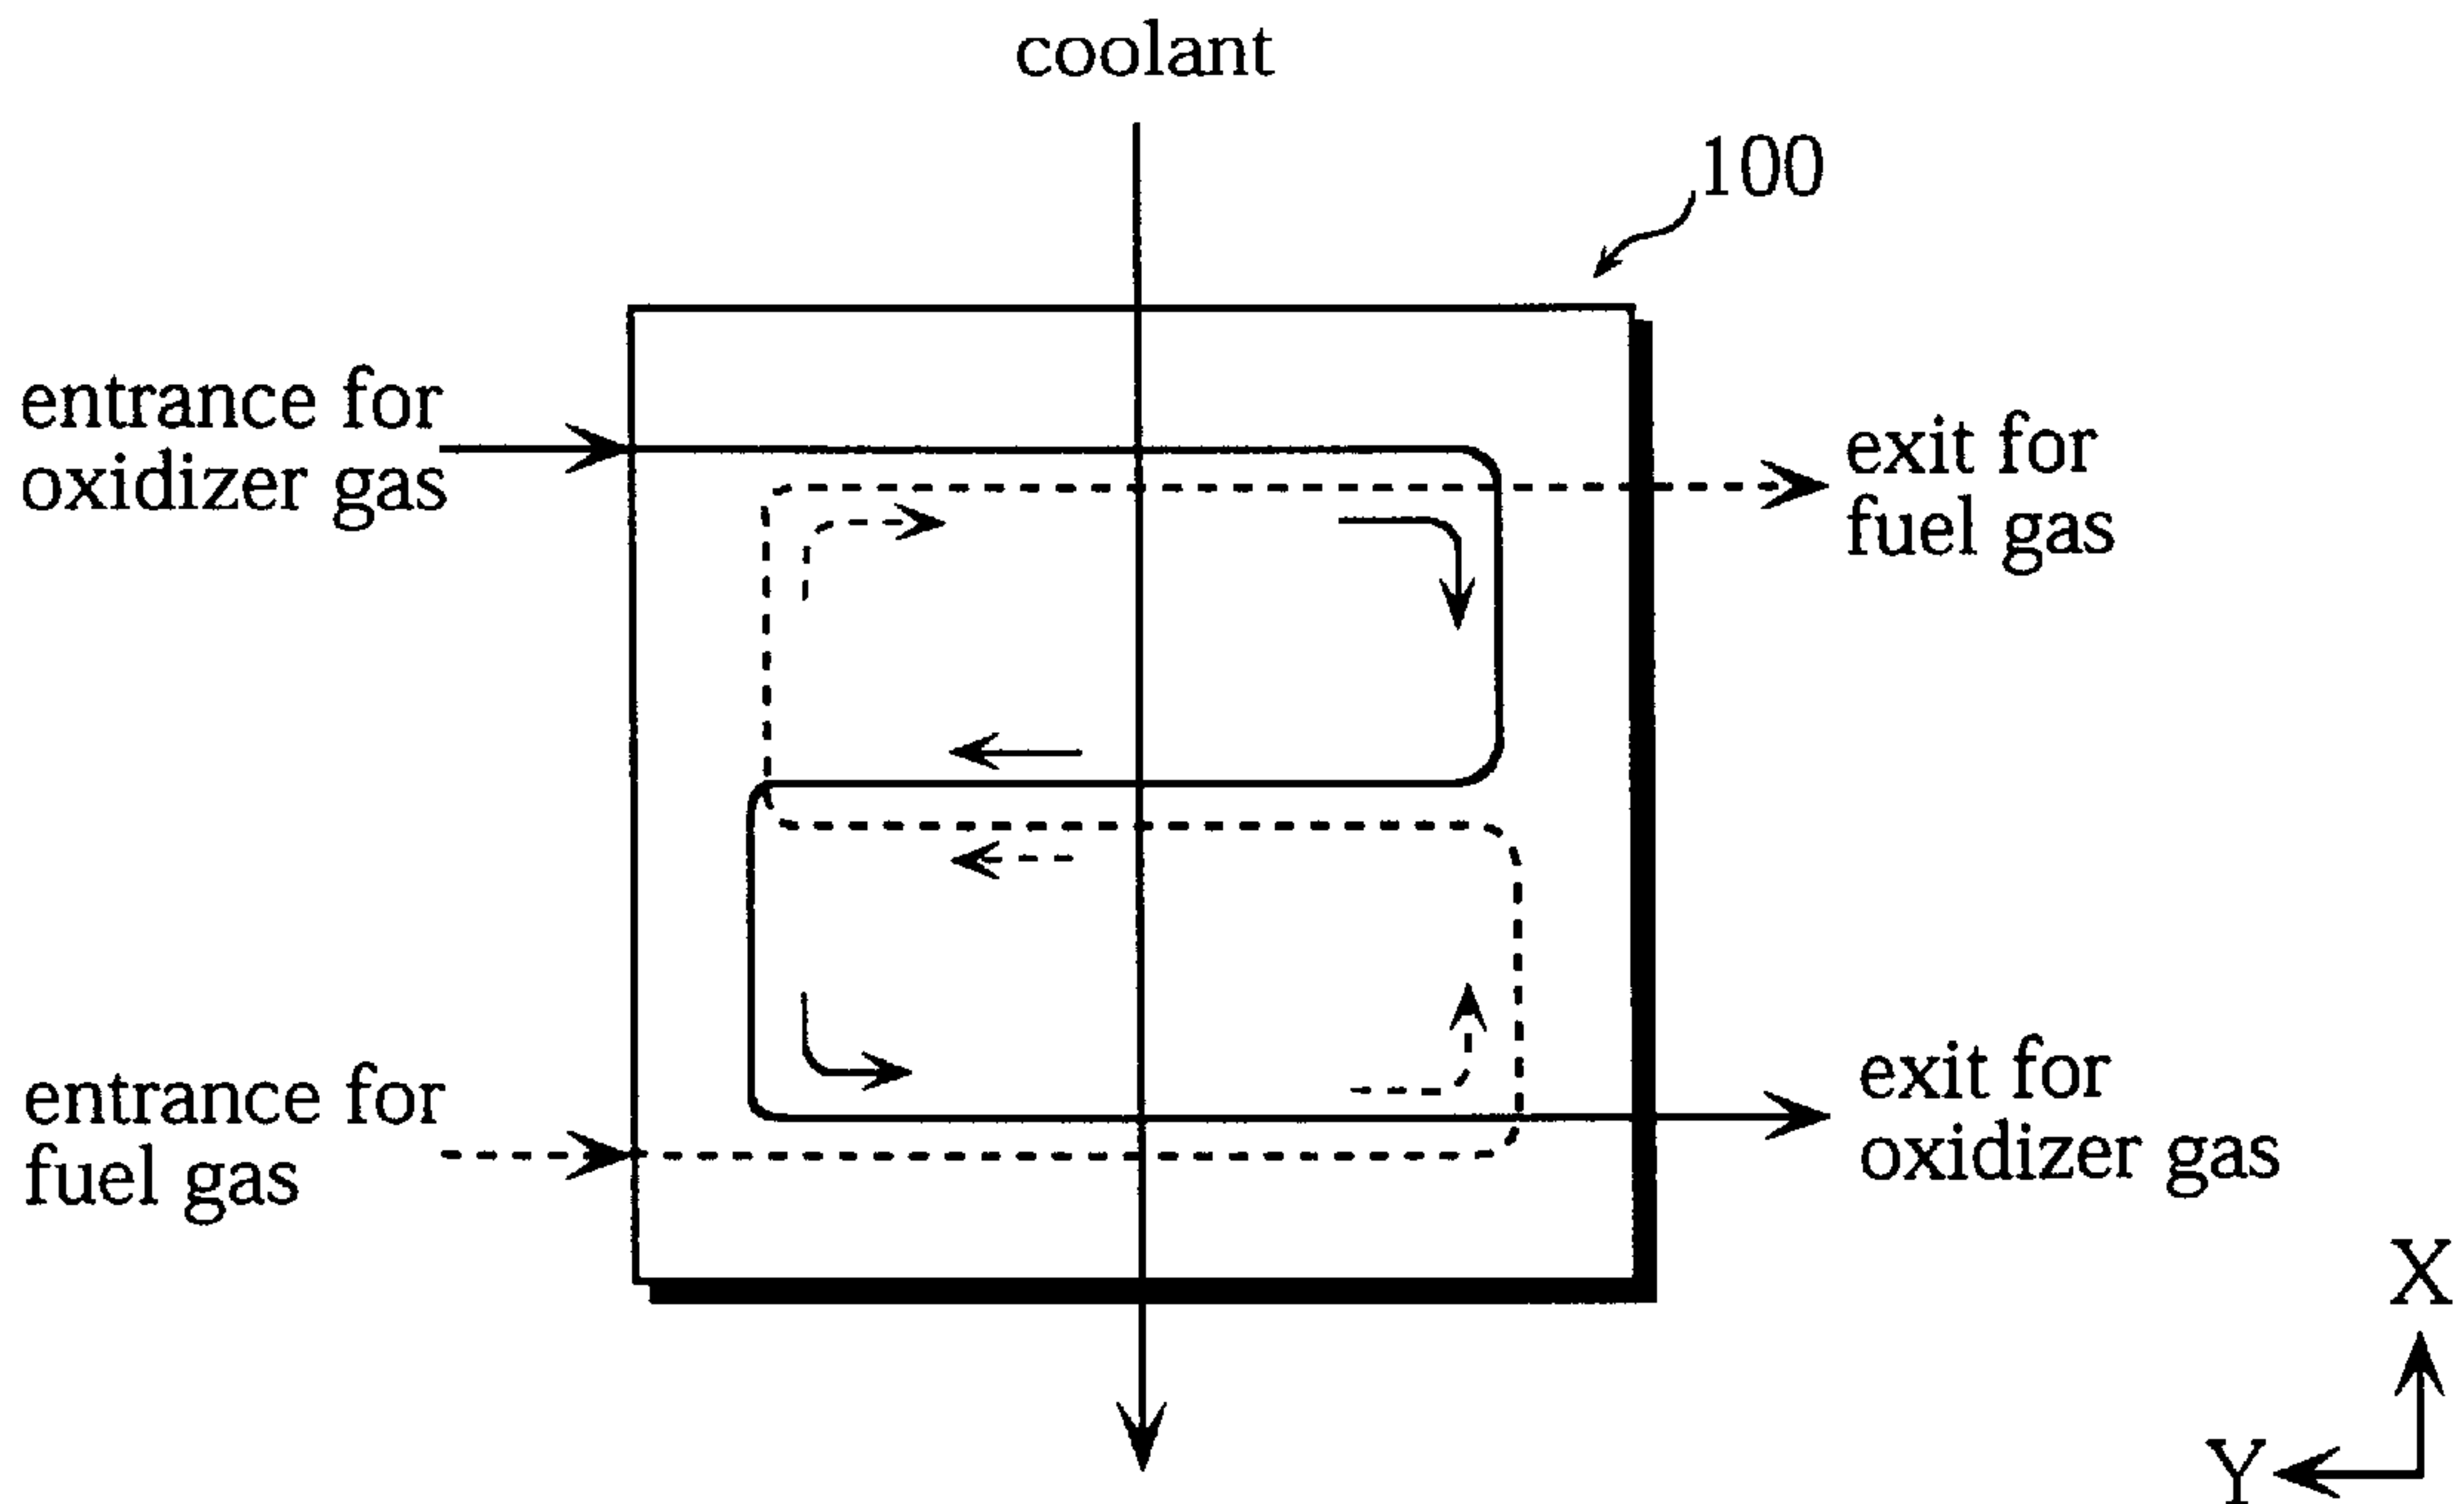 coolant
100
entrance for
oxidizer gas
exit for
fuel gas
entrance for
fuel gas
exit for
oxidizer gas
X
Y